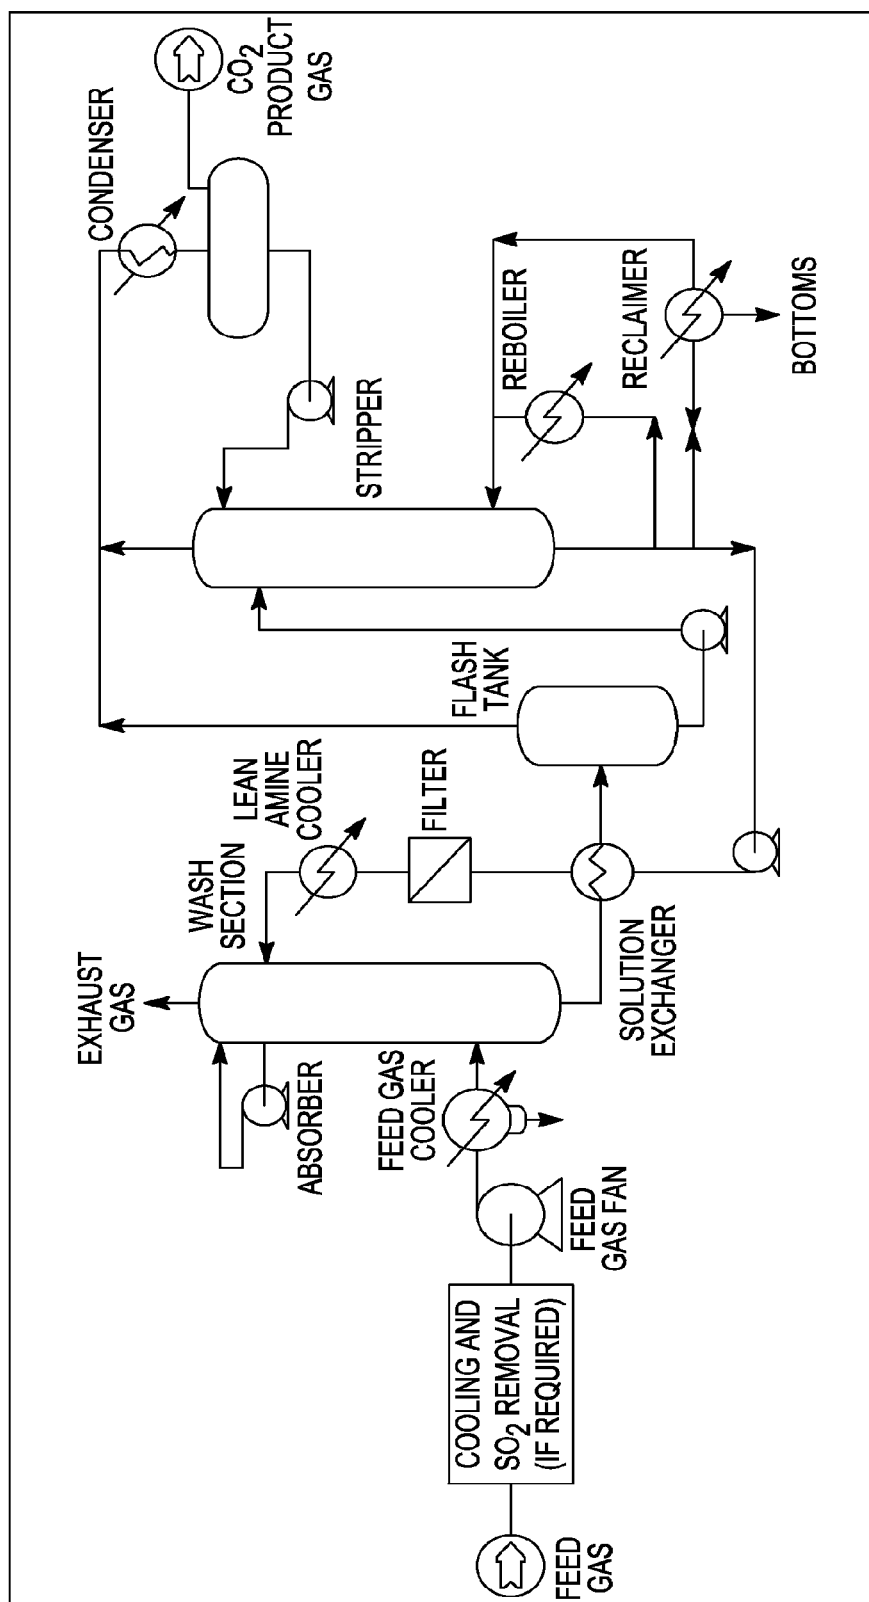 FEED
GAS
COOLING AND
SO2 REMOVAL
(IF REQUIRED)
FEED
GAS FAN
FEED GAS
COOLER
ABSORBER
EXHAUST
GAS
WASH
SECTION
SOLUTION
EXCHANGER
LEAN
AMINE
COOLER
FILTER
FLASH
TANK
STRIPPER
REBOILER
RECLAIMER
BOTTOMS
CONDENSER
CO2
PRODUCT
GAS